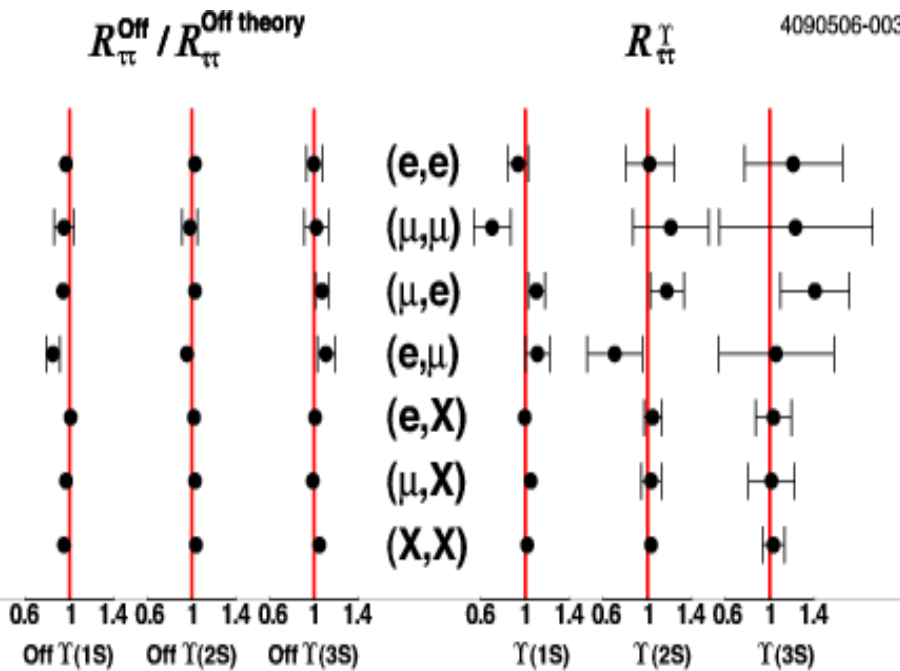 R_ττ^Off / R_ττ^Off theory R_ττ^ϒ 4090506-003
(e,e)
(μ,μ)
(μ,e)
(e,μ)
(e,X)
(μ,X)
(X,X)
0.6 1 1.4 0.6 1 1.4 0.6 1 1.4 0.6 1 1.4 0.6 1 1.4 0.6 1 1.4
Off ϒ(1S) Off ϒ(2S) Off ϒ(3S) ϒ(1S) ϒ(2S) ϒ(3S)